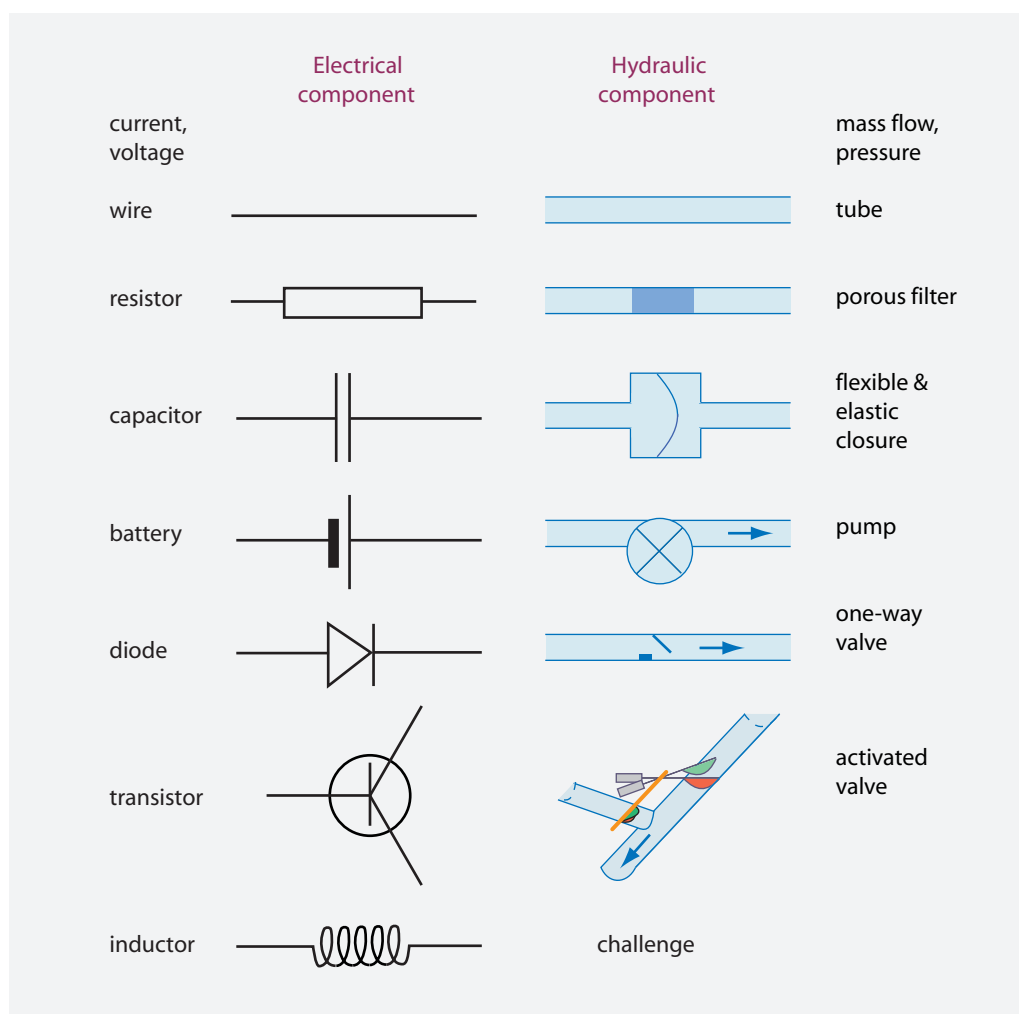 Electrical
component
Hydraulic
component
current,
voltage
mass flow,
pressure
wire
tube
resistor
porous filter
capacitor
flexible &
elastic
closure
battery
pump
diode
one-way
valve
transistor
activated
valve
inductor
challenge